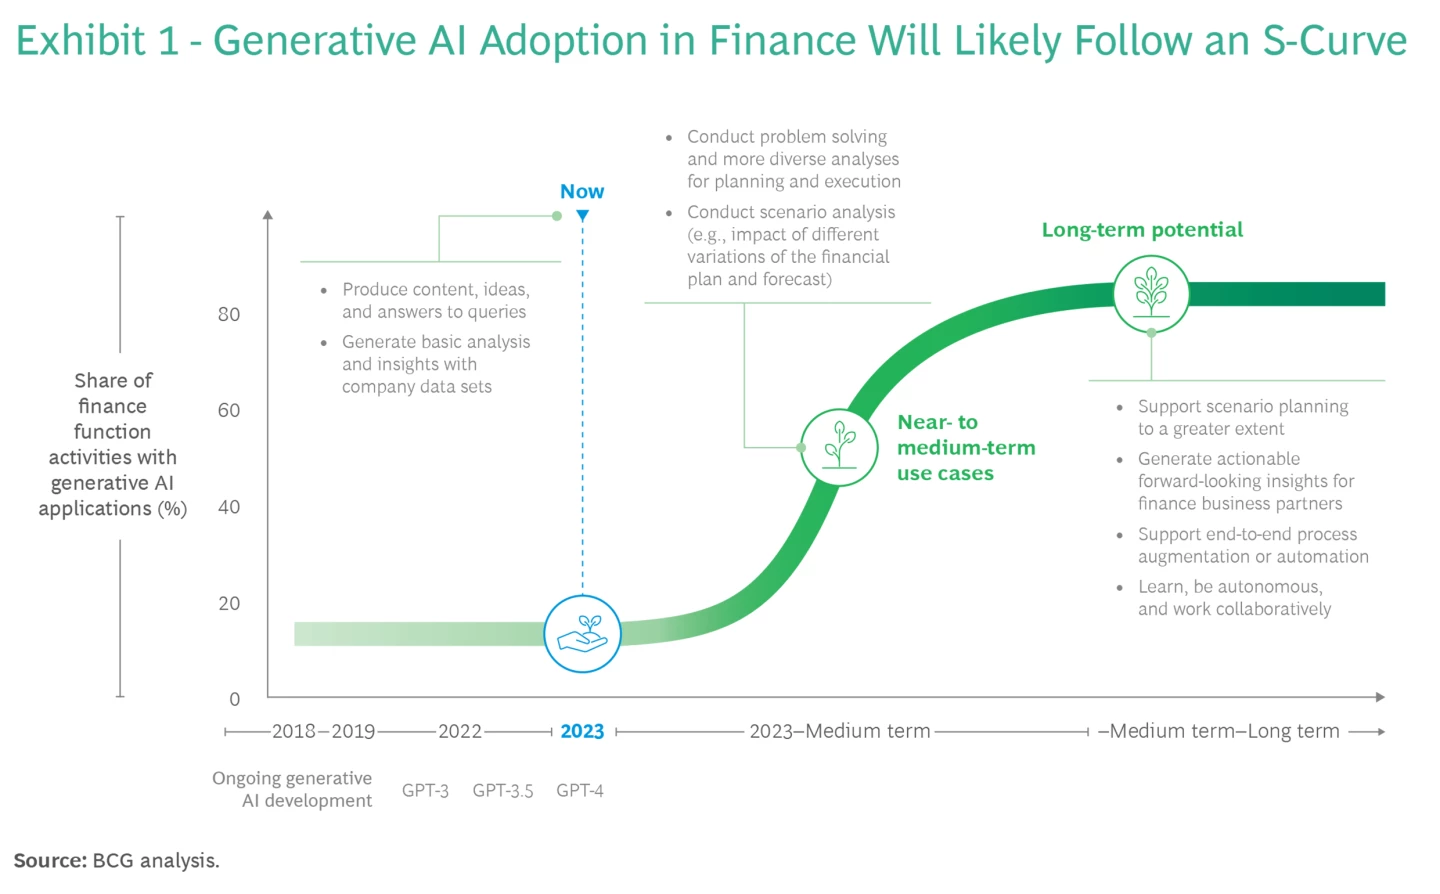 Exhibit 1 - Generative AI Adoption in Finance Will Likely Follow an S-Curve
Share of
finance
function
activities with
generative AI
applications (%)
80
60
40
20
0
Now
• Produce content, ideas,
and answers to queries
• Generate basic analysis
and insights with
company data sets
• Conduct problem solving
and more diverse analyses
for planning and execution
• Conduct scenario analysis
(e.g., impact of different
variations of the financial
plan and forecast)
Near- to
medium-term
use cases
Long-term potential
• Support scenario planning
to a greater extent
• Generate actionable
forward-looking insights for
finance business partners
• Support end-to-end process
augmentation or automation
• Learn, be autonomous,
and work collaboratively
2018–2019 2022 2023 2023–Medium term –Medium term–Long term
Ongoing generative
AI development
GPT-3 GPT-3.5 GPT-4
Source: BCG analysis.